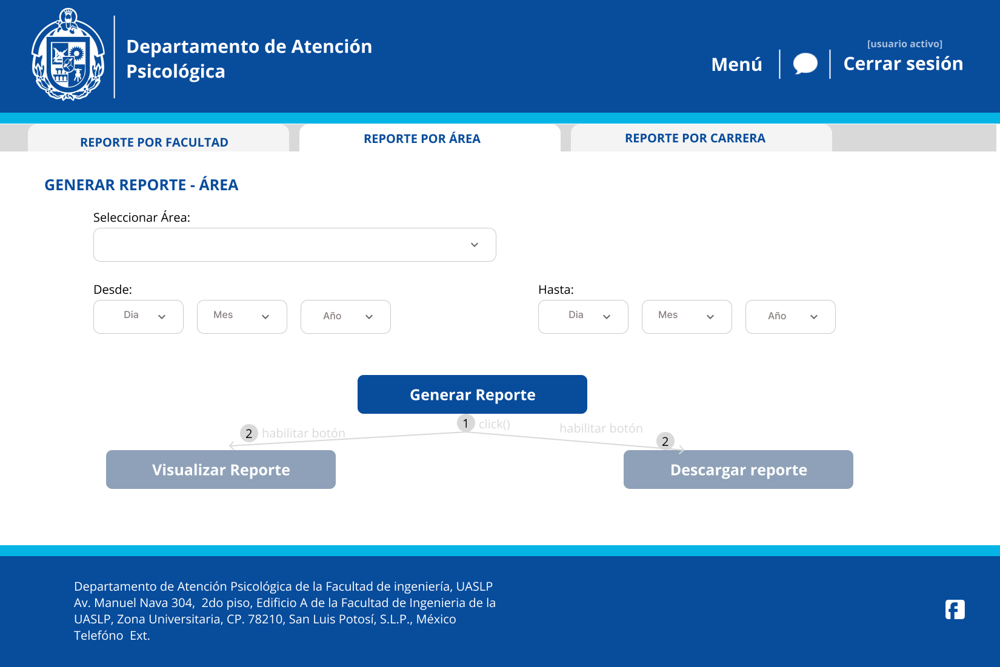 Departamento de Atención
Psicológica
[usuario activo]
Menú
Cerrar sesión
REPORTE POR FACULTAD
REPORTE POR ÁREA
REPORTE POR CARRERA
GENERAR REPORTE - ÁREA
Seleccionar Área:
Desde:
Hasta:
Dia
Mes
Año
Dia
Mes
Año
Generar Reporte
1 click()
2 habilitar botón
habilitar botón
2
Visualizar Reporte
Descargar reporte
Departamento de Atención Psicológica de la Facultad de ingeniería, UASLP
Av. Manuel Nava 304,  2do piso, Edificio A de la Facultad de Ingenieria de la
UASLP, Zona Universitaria, CP. 78210, San Luis Potosí, S.L.P., México
Telefóno  Ext.